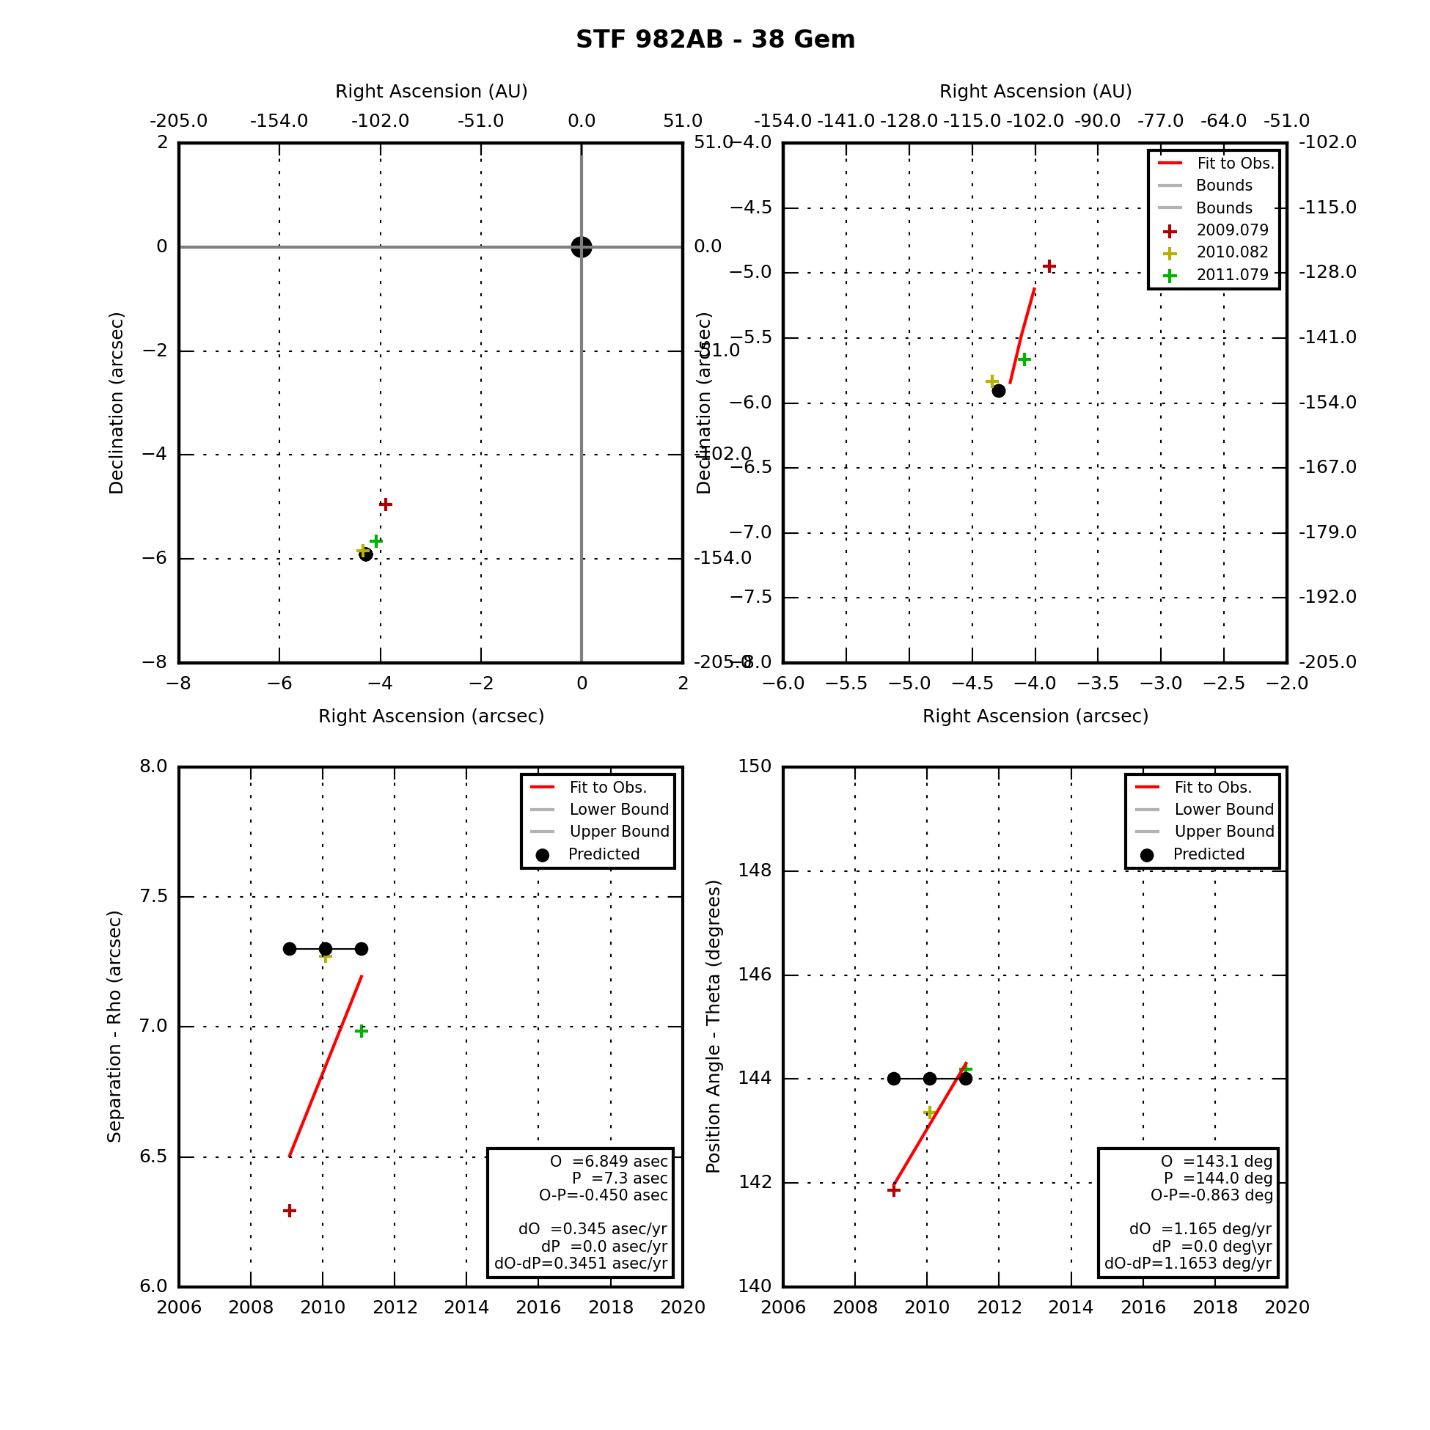 STF 982AB - 38 Gem
Right Ascension (AU)
-205.0 -154.0 -102.0 -51.0 0.0 51.0
2
0
−2
−4
−6
−8
Declination (arcsec)
51.0
0.0
-51.0
-102.0
-154.0
-205.0
−8 −6 −4 −2 0 2
Right Ascension (arcsec)
Right Ascension (AU)
-154.0 -141.0 -128.0 -115.0 -102.0 -90.0 -77.0 -64.0 -51.0
−4.0
−4.5
−5.0
−5.5
−6.0
−6.5
−7.0
−7.5
−8.0
Declination (arcsec)
Fit to Obs.
Bounds
Bounds
2009.079
2010.082
2011.079
-102.0
-115.0
-128.0
-141.0
-154.0
-167.0
-179.0
-192.0
-205.0
−6.0 −5.5 −5.0 −4.5 −4.0 −3.5 −3.0 −2.5 −2.0
Right Ascension (arcsec)
8.0
7.5
7.0
6.5
6.0
Separation - Rho (arcsec)
Fit to Obs.
Lower Bound
Upper Bound
Predicted
O =6.849 asec
P =7.3 asec
O-P=-0.450 asec
dO =0.345 asec/yr
dP =0.0 asec/yr
dO-dP=0.3451 asec/yr
2006 2008 2010 2012 2014 2016 2018 2020
150
148
146
144
142
140
Position Angle - Theta (degrees)
Fit to Obs.
Lower Bound
Upper Bound
Predicted
O =143.1 deg
P =144.0 deg
O-P=-0.863 deg
dO =1.165 deg/yr
dP =0.0 deg\yr
dO-dP=1.1653 deg/yr
2006 2008 2010 2012 2014 2016 2018 2020